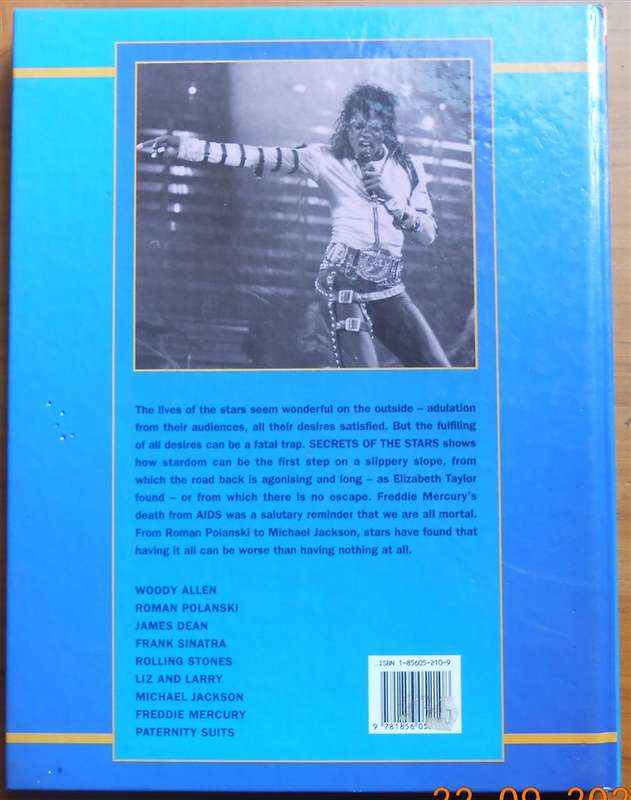 The lives of the stars seem wonderful on the outside – adulation
from their audiences, all their desires satisfied. But the fulfiling
of all desires can be a fatal trap. SECRETS OF THE STARS shows
how stardom can be the first step on a slippery slope, from
which the road back is agonising and long – as Elizabeth Taylor
found – or from which there is no escape. Freddie Mercury's
death from AIDS was a salutary reminder that we are all mortal.
From Roman Polanski to Michael Jackson, stars have found that
having it all can be worse than having nothing at all.
WOODY ALLEN
ROMAN POLANSKI
JAMES DEAN
FRANK SINATRA
ROLLING STONES
LIZ AND LARRY
MICHAEL JACKSON
FREDDIE MERCURY
PATERNITY SUITS
ISBN 1-85605-210-9
9 781856 05